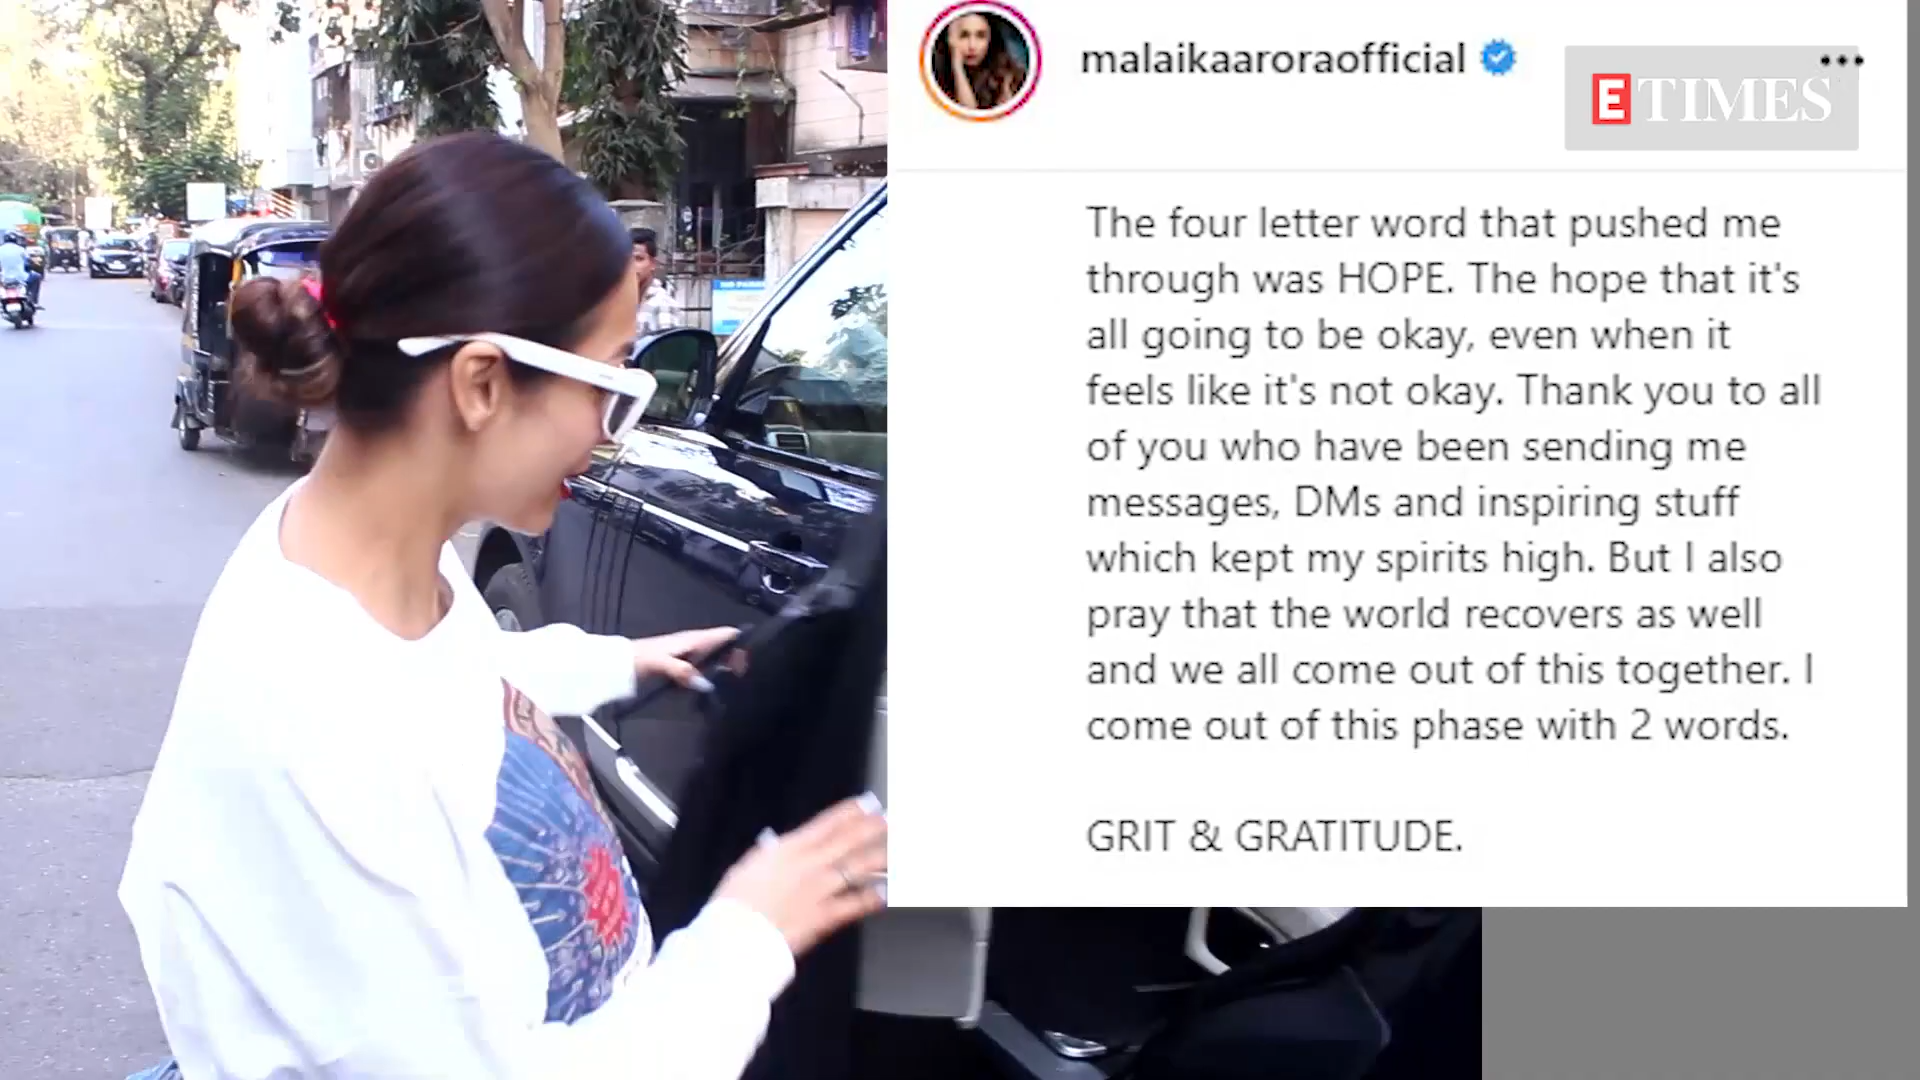 malaikaaroraofficial
ETIMES
The four letter word that pushed me
through was HOPE. The hope that it's
all going to be okay, even when it
feels like it's not okay. Thank you to all
of you who have been sending me
messages, DMs and inspiring stuff
which kept my spirits high. But I also
pray that the world recovers as well
and we all come out of this together. I
come out of this phase with 2 words.
GRIT & GRATITUDE.